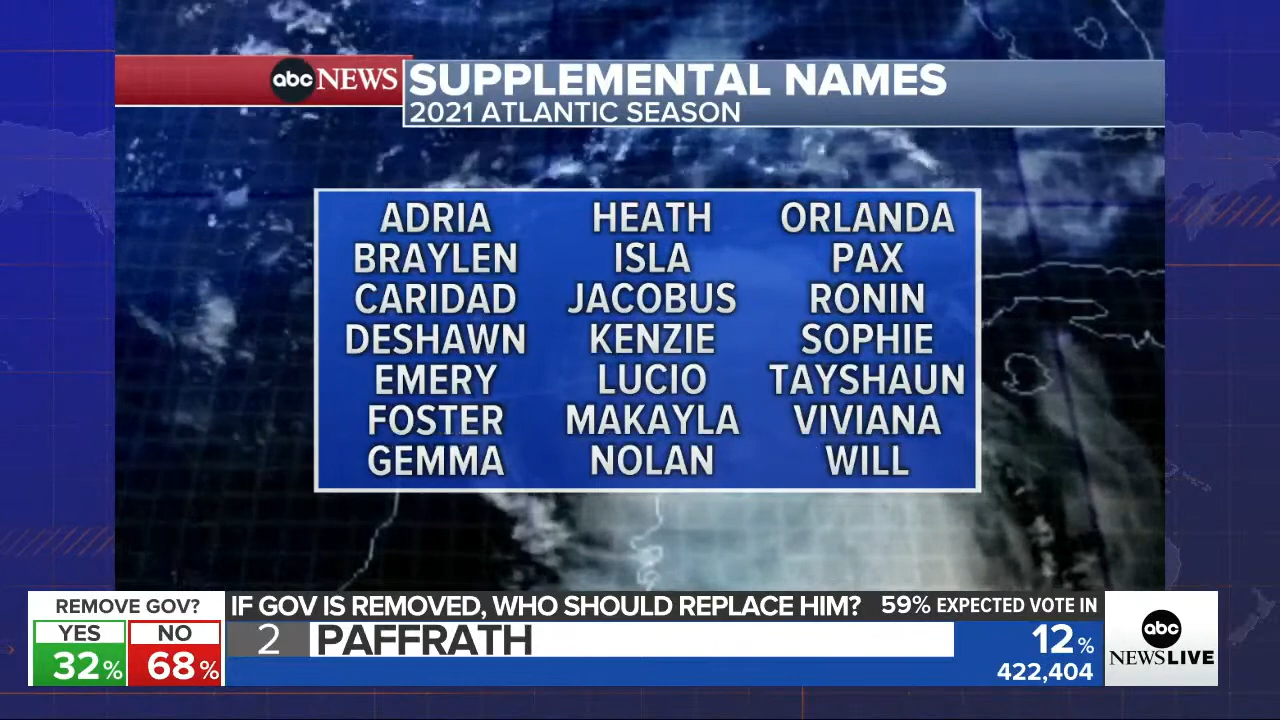 abc NEWS
SUPPLEMENTAL NAMES
2021 ATLANTIC SEASON
ADRIA
BRAYLEN
CARIDAD
DESHAWN
EMERY
FOSTER
GEMMA
HEATH
ISLA
JACOBUS
KENZIE
LUCIO
MAKAYLA
NOLAN
ORLANDA
PAX
RONIN
SOPHIE
TAYSHAUN
VIVIANA
WILL
REMOVE GOV?
YES
32%
NO
68%
IF GOV IS REMOVED, WHO SHOULD REPLACE HIM? 59% EXPECTED VOTE IN
2 PAFFRATH 12%
422,404
abc
NEWSLIVE